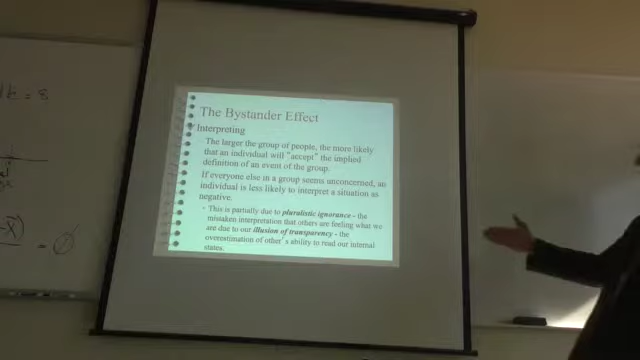 The Bystander Effect
Interpreting
The larger the group of people, the more likely
that an individual will "accept" the implied
definition of an event of the group.
If everyone else in a group seems unconcerned, an
individual is less likely to interpret a situation as
negative.
- This is partially due to pluralistic ignorance - the
mistaken interpretation that others are feeling what we
are due to our illusion of transparency - the
overestimation of other's ability to read our internal
states.
= 8
-x)
= 0